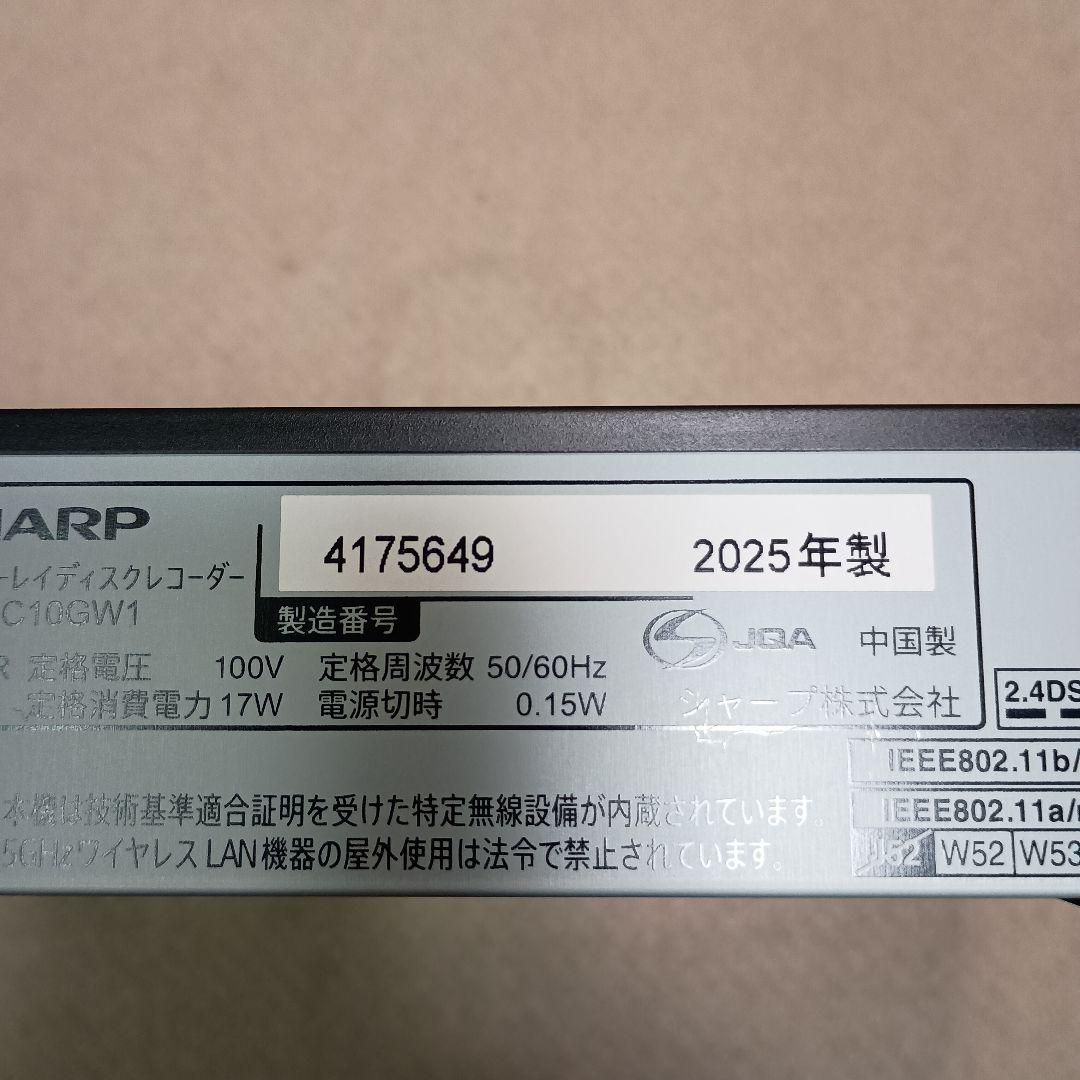 HARP
4175649 2025年製
ーレイディスクレコーダー
C10GW1
製造番号
JQA 中国製
R 定格電圧 100V 定格周波数 50/60Hz
定格消費電力 17W 電源切時 0.15W
シャープ株式会社
2.4DS
IEEE802.11b/
本機は技術基準適合証明を受けた特定無線設備が内蔵されています。
IEEE802.11a/n
5GHzワイヤレスLAN機器の屋外使用は法令で禁止されています。
J52 W52 W53